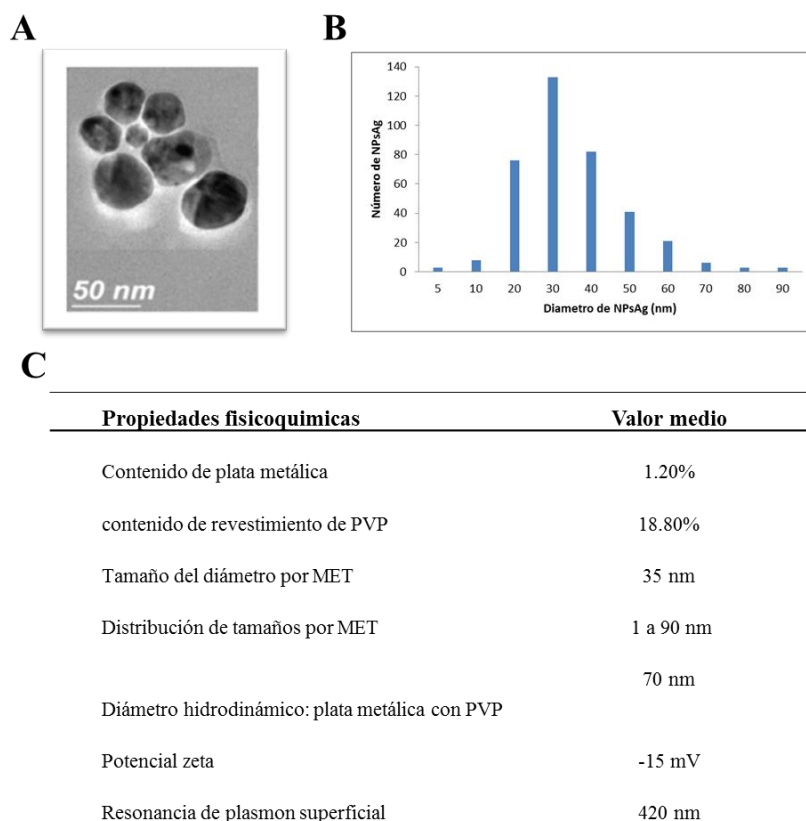 A
B
50 nm
Número de NPsAg
140
120
100
80
60
40
20
0
5 10 20 30 40 50 60 70 80 90
Diametro de NPsAg (nm)
C
Propiedades fisicoquimicas Valor medio
Contenido de plata metálica 1.20%
contenido de revestimiento de PVP 18.80%
Tamaño del diámetro por MET 35 nm
Distribución de tamaños por MET 1 a 90 nm
70 nm
Diámetro hidrodinámico: plata metálica con PVP
Potencial zeta -15 mV
Resonancia de plasmon superficial 420 nm